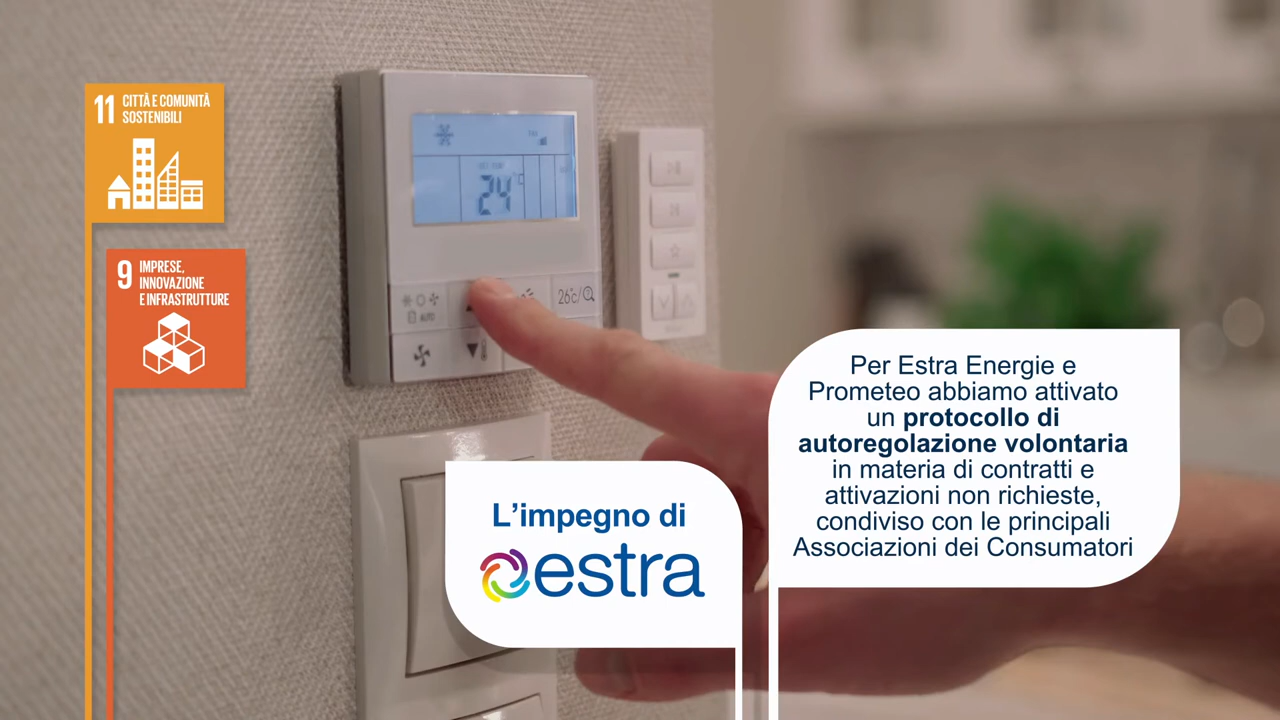 11 CITTÀ E COMUNITÀ
SOSTENIBILI
9 IMPRESE,
INNOVAZIONE
E INFRASTRUTTURE
24
AUTO
26°c/
L'impegno di
estra
Per Estra Energie e
Prometeo abbiamo attivato
un protocollo di
autoregolazione volontaria
in materia di contratti e
attivazioni non richieste,
condiviso con le principali
Associazioni dei Consumatori